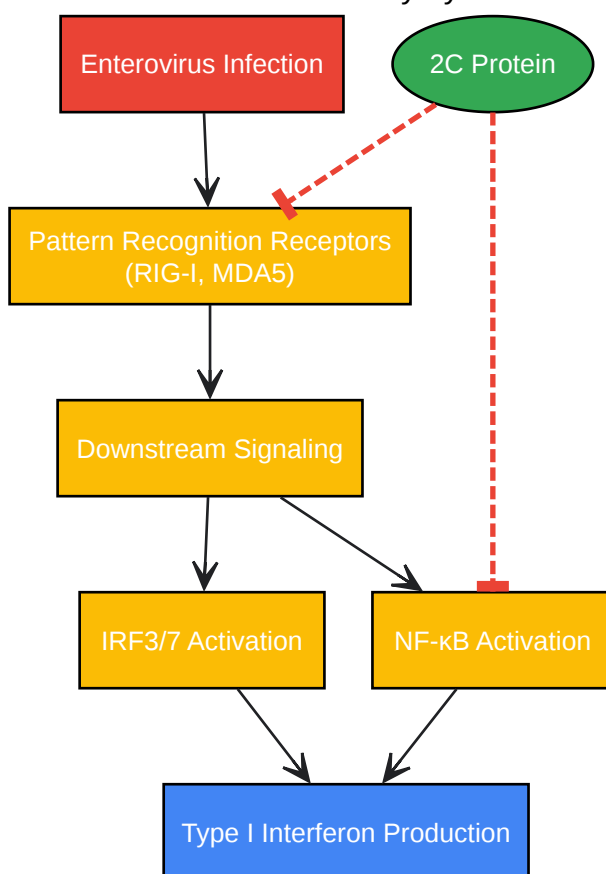 Enterovirus Infection
2C Protein
Pattern Recognition Receptors
(RIG-I, MDA5)
Downstream Signaling
IRF3/7 Activation
NF-κB Activation
Type I Interferon Production